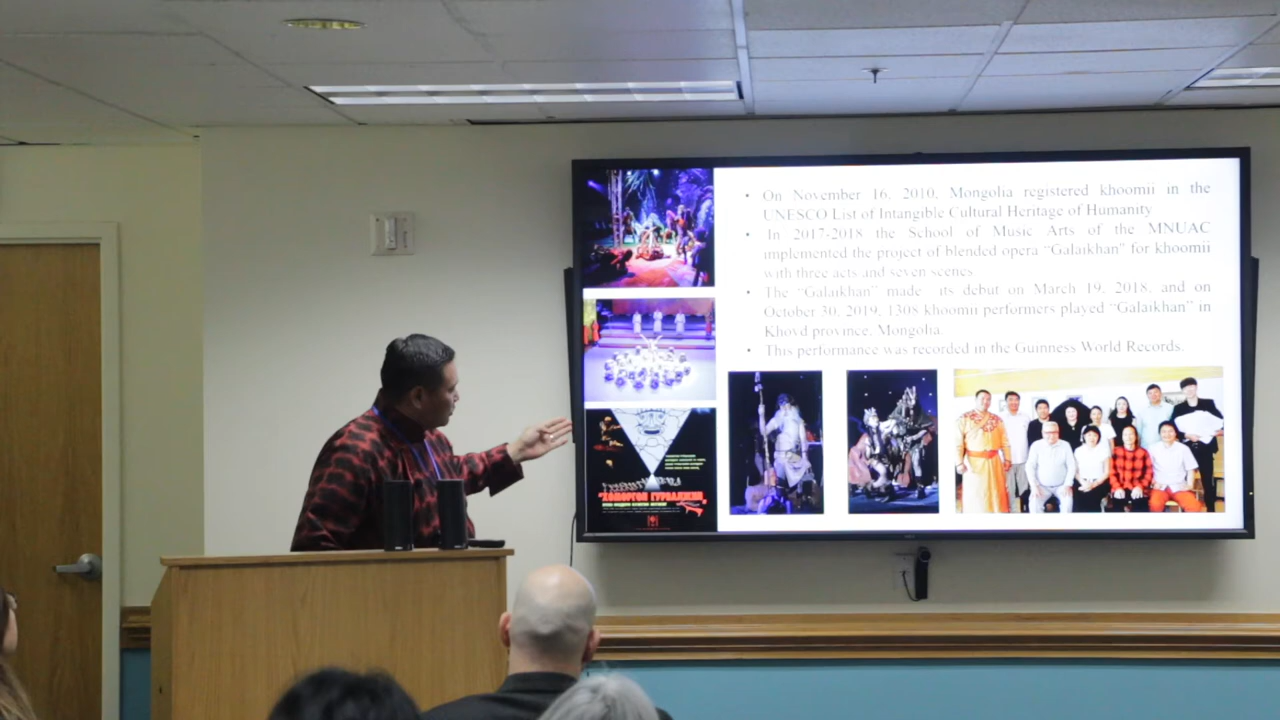 • On November 16, 2010, Mongolia registered khoomii in the
UNESCO List of Intangible Cultural Heritage of Humanity
• In 2017-2018 the School of Music Arts of the MNUAC
implemented the project of blended opera “Galaikhan” for khoomii
with three acts and seven scenes
• The “Galaikhan” made its debut on March 19, 2018, and on
October 30, 2019, 1308 khoomii performers played “Galaikhan” in
Khovd province, Mongolia.
• This performance was recorded in the Guinness World Records.